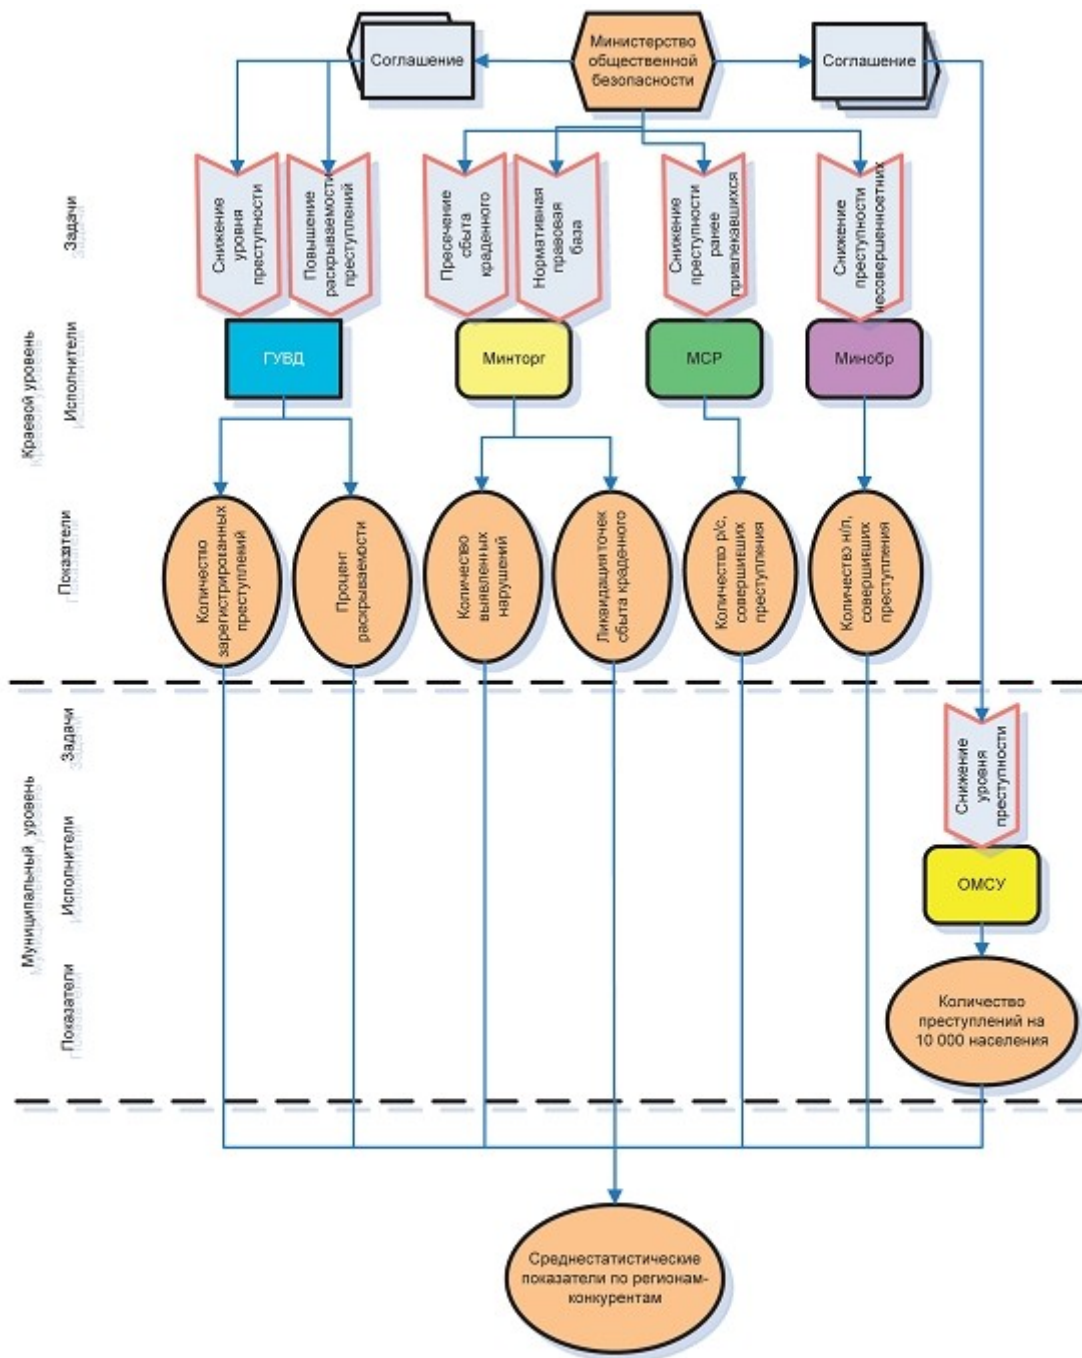 Соглашение
Министерство
общественной
безопасности
Соглашение
Краевой уровень
Задачи
Снижение
уровня
преступности
Повышение
раскрываемости
преступлений
Пресечение
сбыта
краденного
Нормативная
правовая
база
Снижение
преступности
ранее
привлекавшихся
Снижение
преступности
несовершенноетних
Исполнители
ГУВД
Минторг
МСР
Минобр
Показатели
Количество
зарегистрированных
преступлений
Процент
раскрываемости
Количество
выявленных
нарушений
Ликвидация точек
сбыта краденного
Количество р/с,
совершивших
преступления
Количество н/л,
совершивших
преступления
Муниципальный уровень
Задачи
Снижение
уровня
преступности
Исполнители
ОМСУ
Показатели
Количество
преступлений на
10 000 населения
Среднестатистические
показатели по регионам-
конкурентам